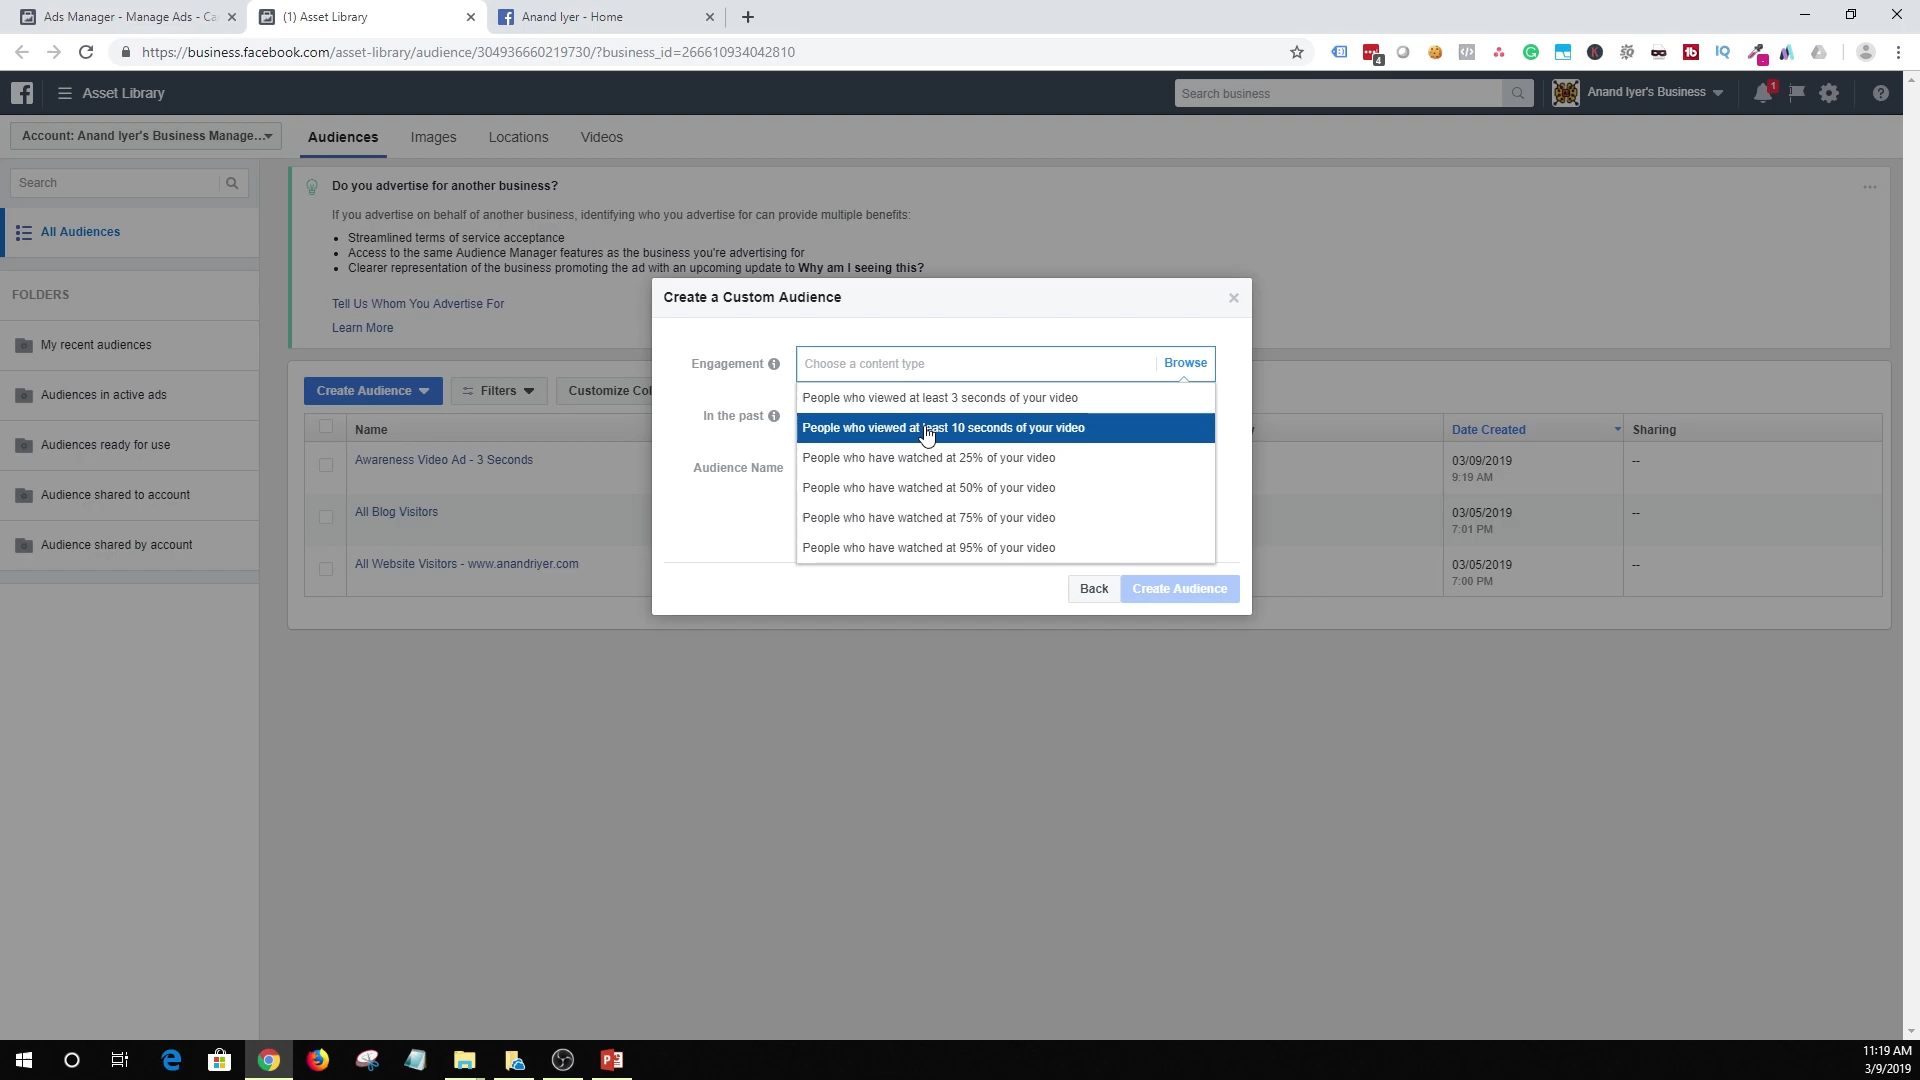 Ads Manager - Manage Ads - Ca
(1) Asset Library
Anand Iyer - Home
https://business.facebook.com/asset-library/audience/304936660219730/?business_id=266610934042810
Asset Library
Search business
Anand Iyer's Business
1
Account: Anand Iyer's Business Manage...
Audiences
Images
Locations
Videos
Search
All Audiences
FOLDERS
My recent audiences
Audiences in active ads
Audiences ready for use
Audience shared to account
Audience shared by account
Do you advertise for another business?
If you advertise on behalf of another business, identifying who you advertise for can provide multiple benefits:
• Streamlined terms of service acceptance
• Access to the same Audience Manager features as the business you're advertising for
• Clearer representation of the business promoting the ad with an upcoming update to Why am I seeing this?
Tell Us Whom You Advertise For
Learn More
Create Audience
Filters
Customize Col
Name
Date Created
Sharing
Awareness Video Ad - 3 Seconds
03/09/2019
9:19 AM
--
All Blog Visitors
03/05/2019
7:01 PM
--
All Website Visitors - www.anandriyer.com
03/05/2019
7:00 PM
--
Create a Custom Audience
Engagement
Choose a content type
Browse
In the past
Audience Name
People who viewed at least 3 seconds of your video
People who viewed at least 10 seconds of your video
People who have watched at 25% of your video
People who have watched at 50% of your video
People who have watched at 75% of your video
People who have watched at 95% of your video
Back
Create Audience
11:19 AM
3/9/2019